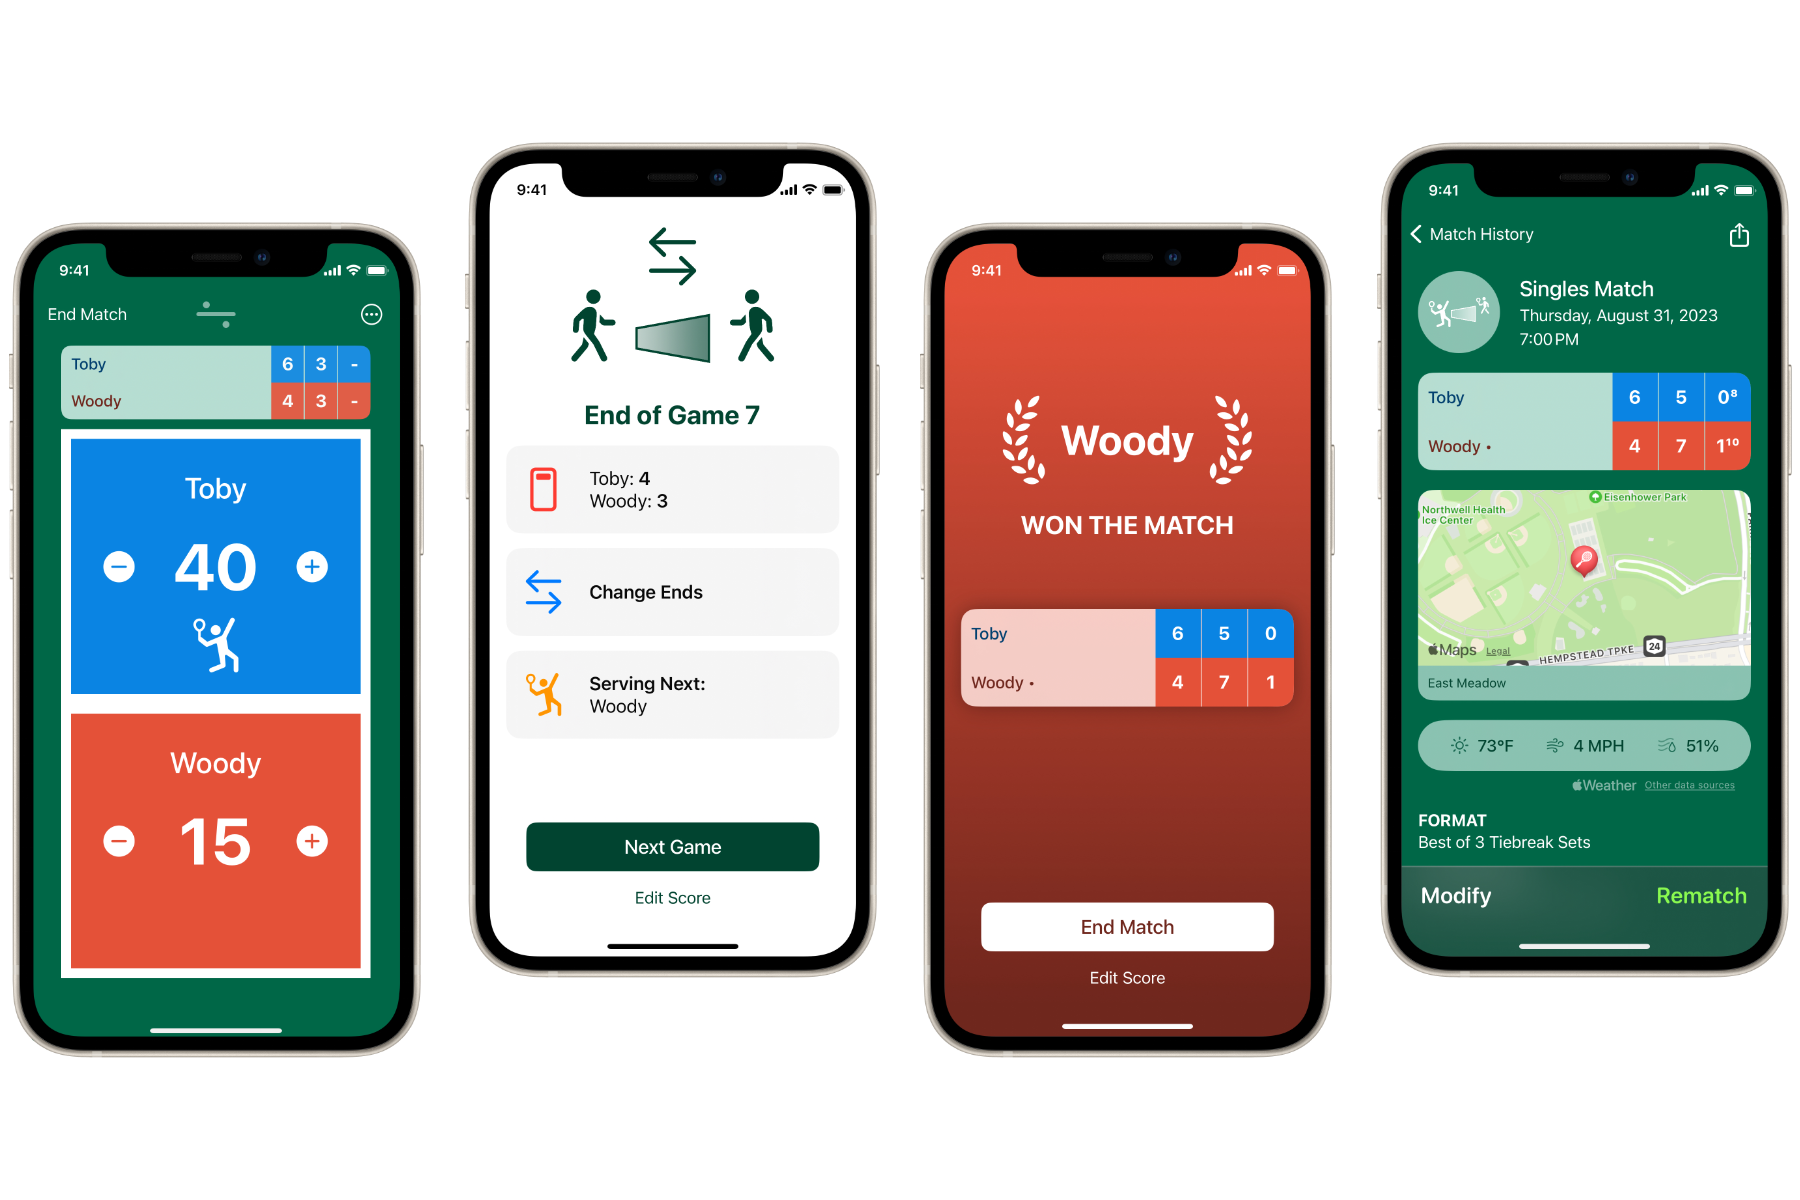 9:41
End Match
Toby 6 3 -
Woody 4 3 -
Toby
40
Woody
15
9:41
End of Game 7
Toby: 4
Woody: 3
Change Ends
Serving Next:
Woody
Next Game
Edit Score
9:41
Woody
WON THE MATCH
Toby 6 5 0
Woody • 4 7 1
End Match
Edit Score
9:41
Match History
Singles Match
Thursday, August 31, 2023
7:00 PM
Toby 6 5 0⁸
Woody • 4 7 1¹⁰
Eisenhower Park
Northwell Health
Ice Center
24
HEMPSTEAD TPKE
Maps Legal
East Meadow
73°F 4 MPH 51%
Weather Other data sources
FORMAT
Best of 3 Tiebreak Sets
Modify Rematch